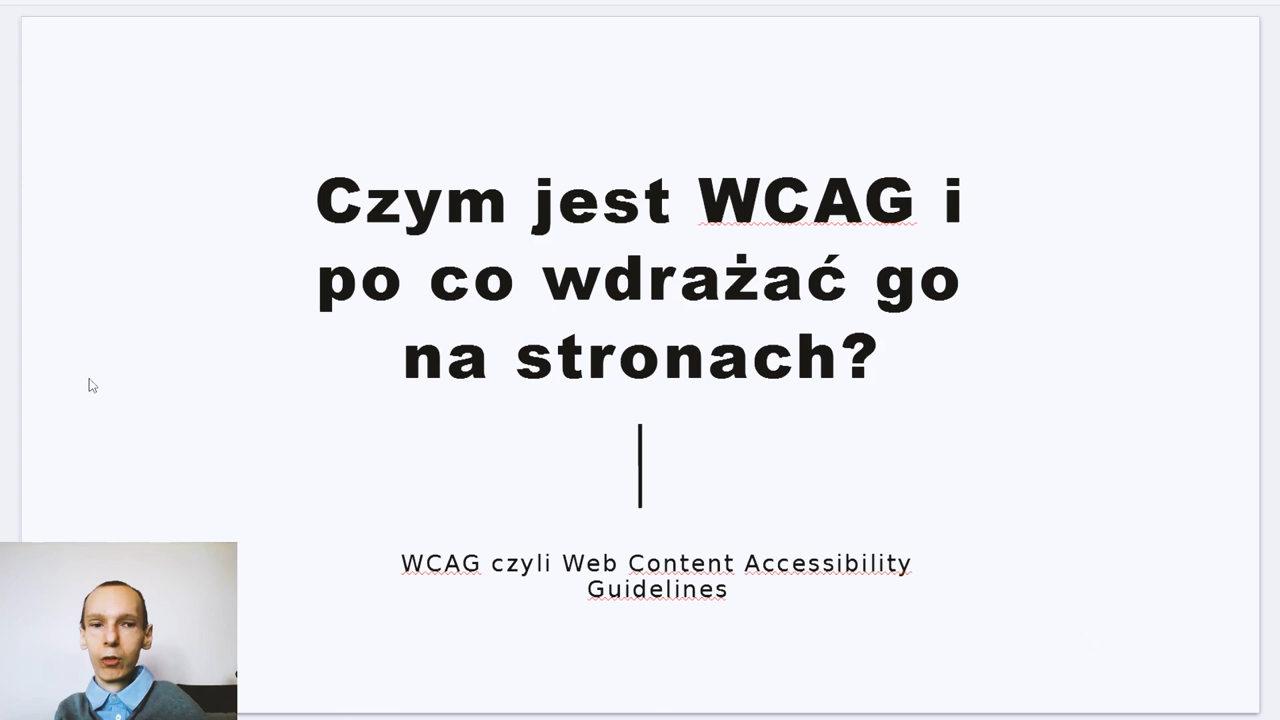 Czym jest WCAG i
po co wdrażać go
na stronach?
WCAG czyli Web Content Accessibility
Guidelines